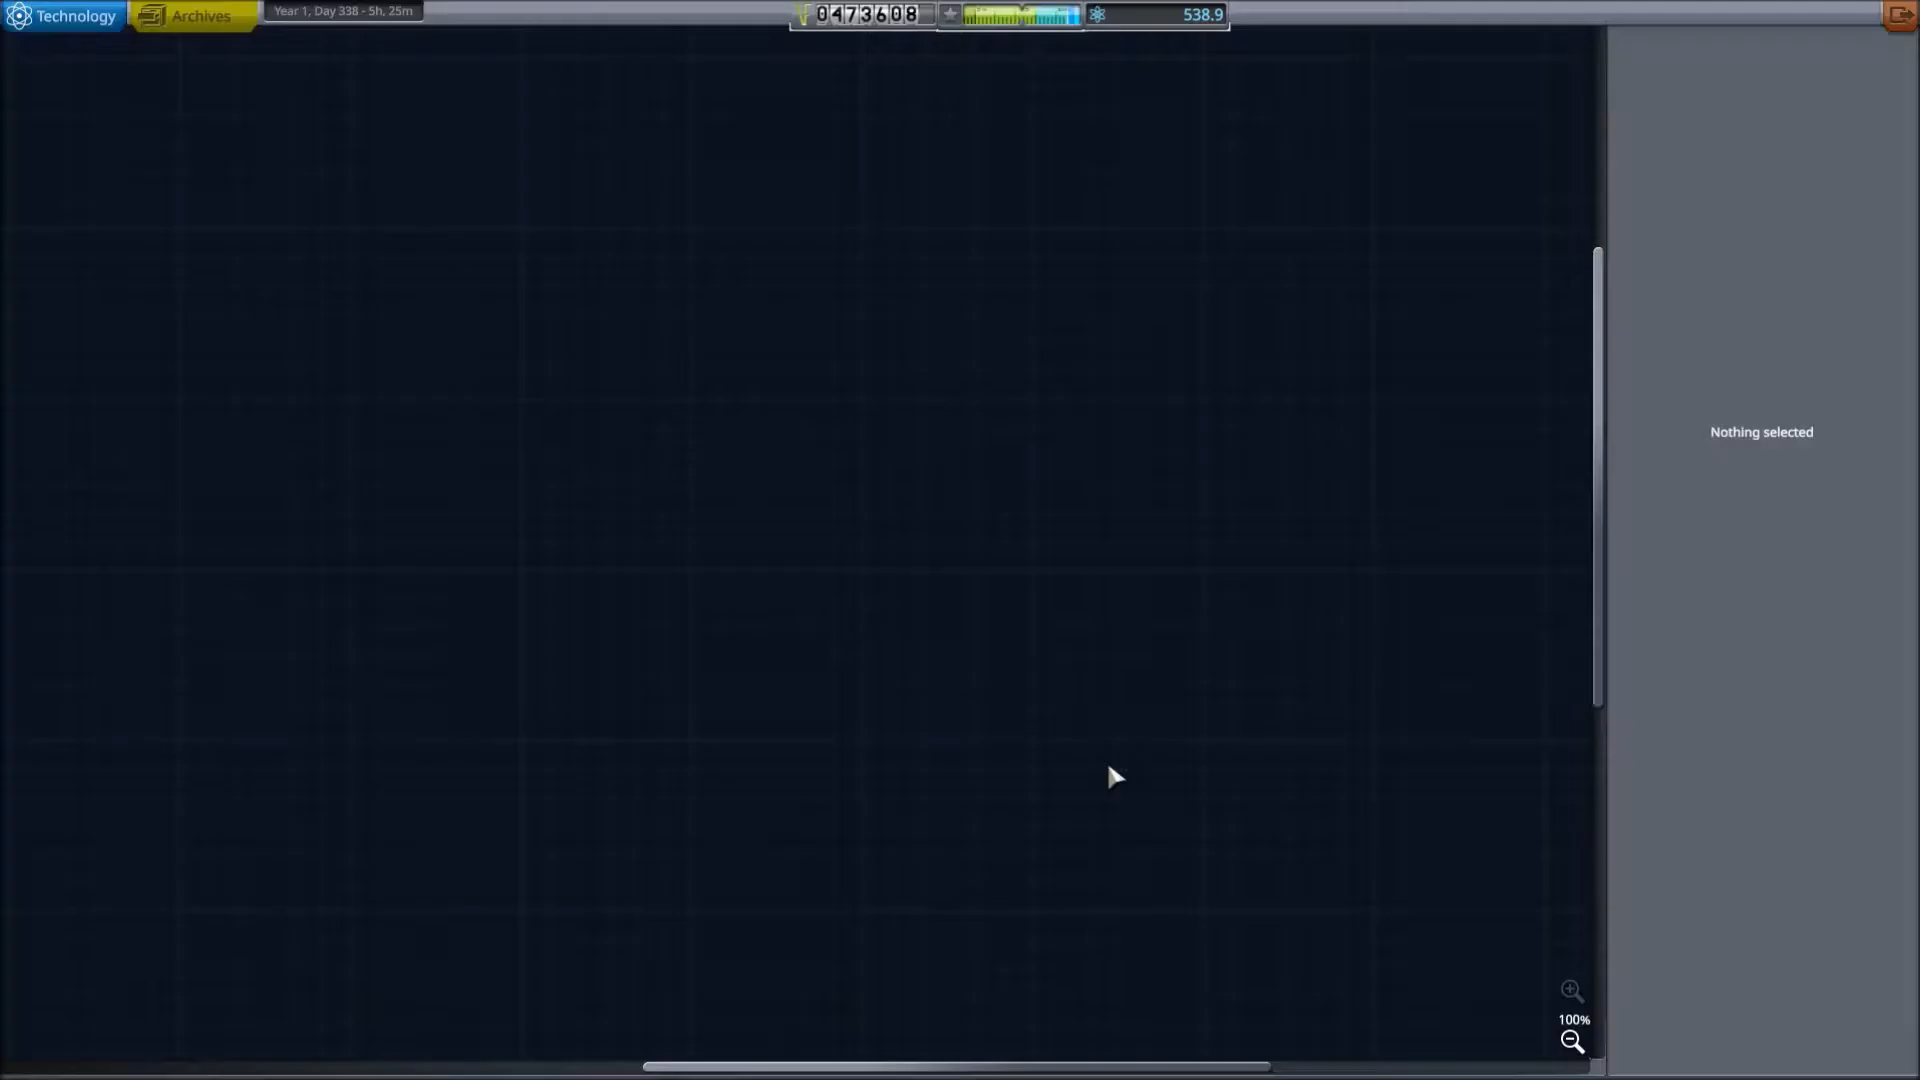 Technology
Archives
Year 1, Day 338 - 5h, 25m
0473608
538.9
Nothing selected
100%